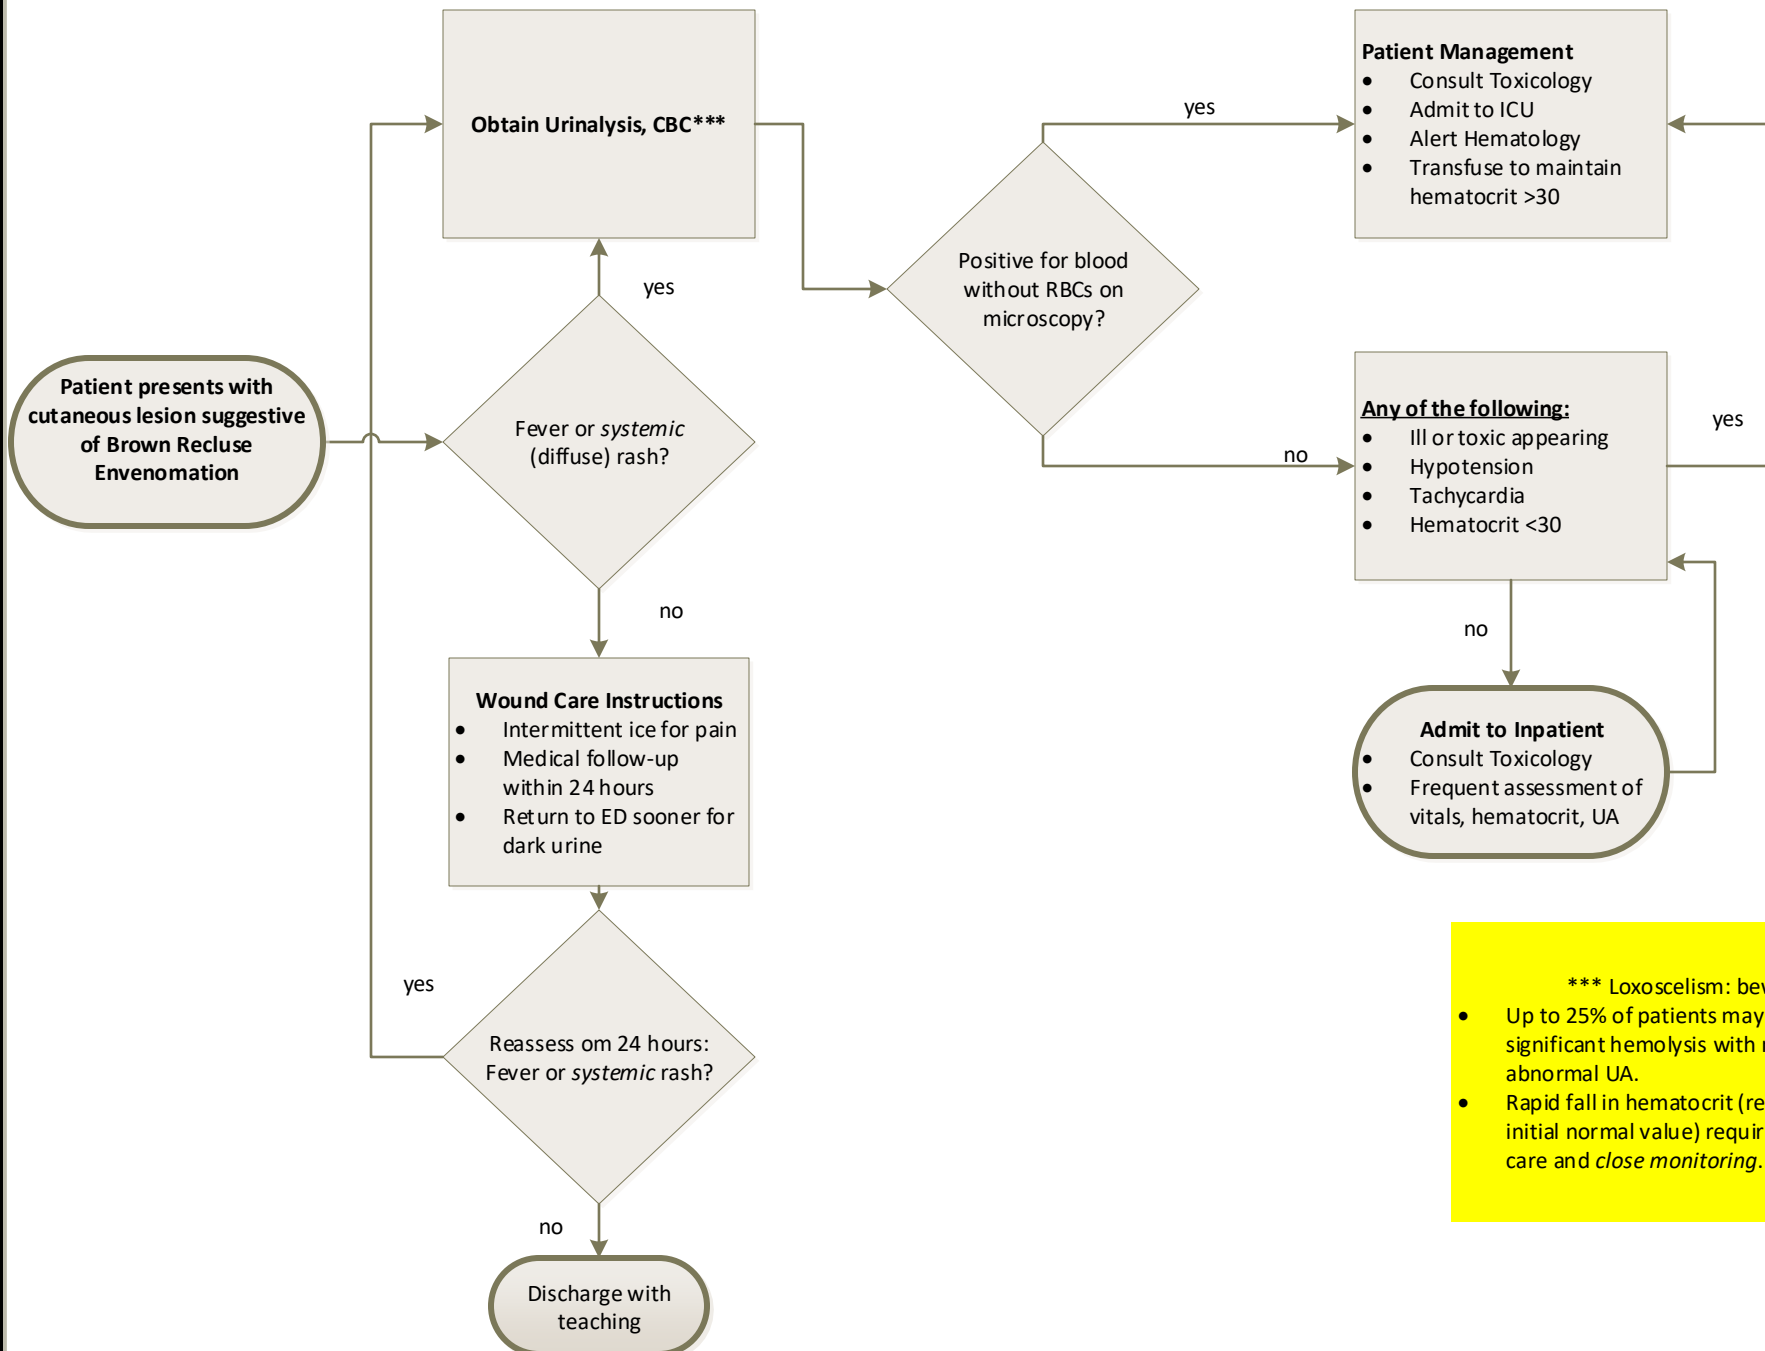 Patient presents with
cutaneous lesion suggestive
of Brown Recluse
Envenomation
Obtain Urinalysis, CBC***
yes
Fever or systemic
(diffuse) rash?
no
Wound Care Instructions
• Intermittent ice for pain
• Medical follow-up
within 24 hours
• Return to ED sooner for
dark urine
yes
Reassess om 24 hours:
Fever or systemic rash?
no
Discharge with
teaching
Positive for blood
without RBCs on
microscopy?
yes
no
Patient Management
• Consult Toxicology
• Admit to ICU
• Alert Hematology
• Transfuse to maintain
hematocrit >30
Any of the following:
• Ill or toxic appearing
• Hypotension
• Tachycardia
• Hematocrit <30
yes
no
Admit to Inpatient
• Consult Toxicology
• Frequent assessment of
vitals, hematocrit, UA
*** Loxoscelism:
• Up to 25% of patients may
significant hemolysis with
abnormal UA.
• Rapid fall in hematocrit
initial normal value)
care and close monitoring.